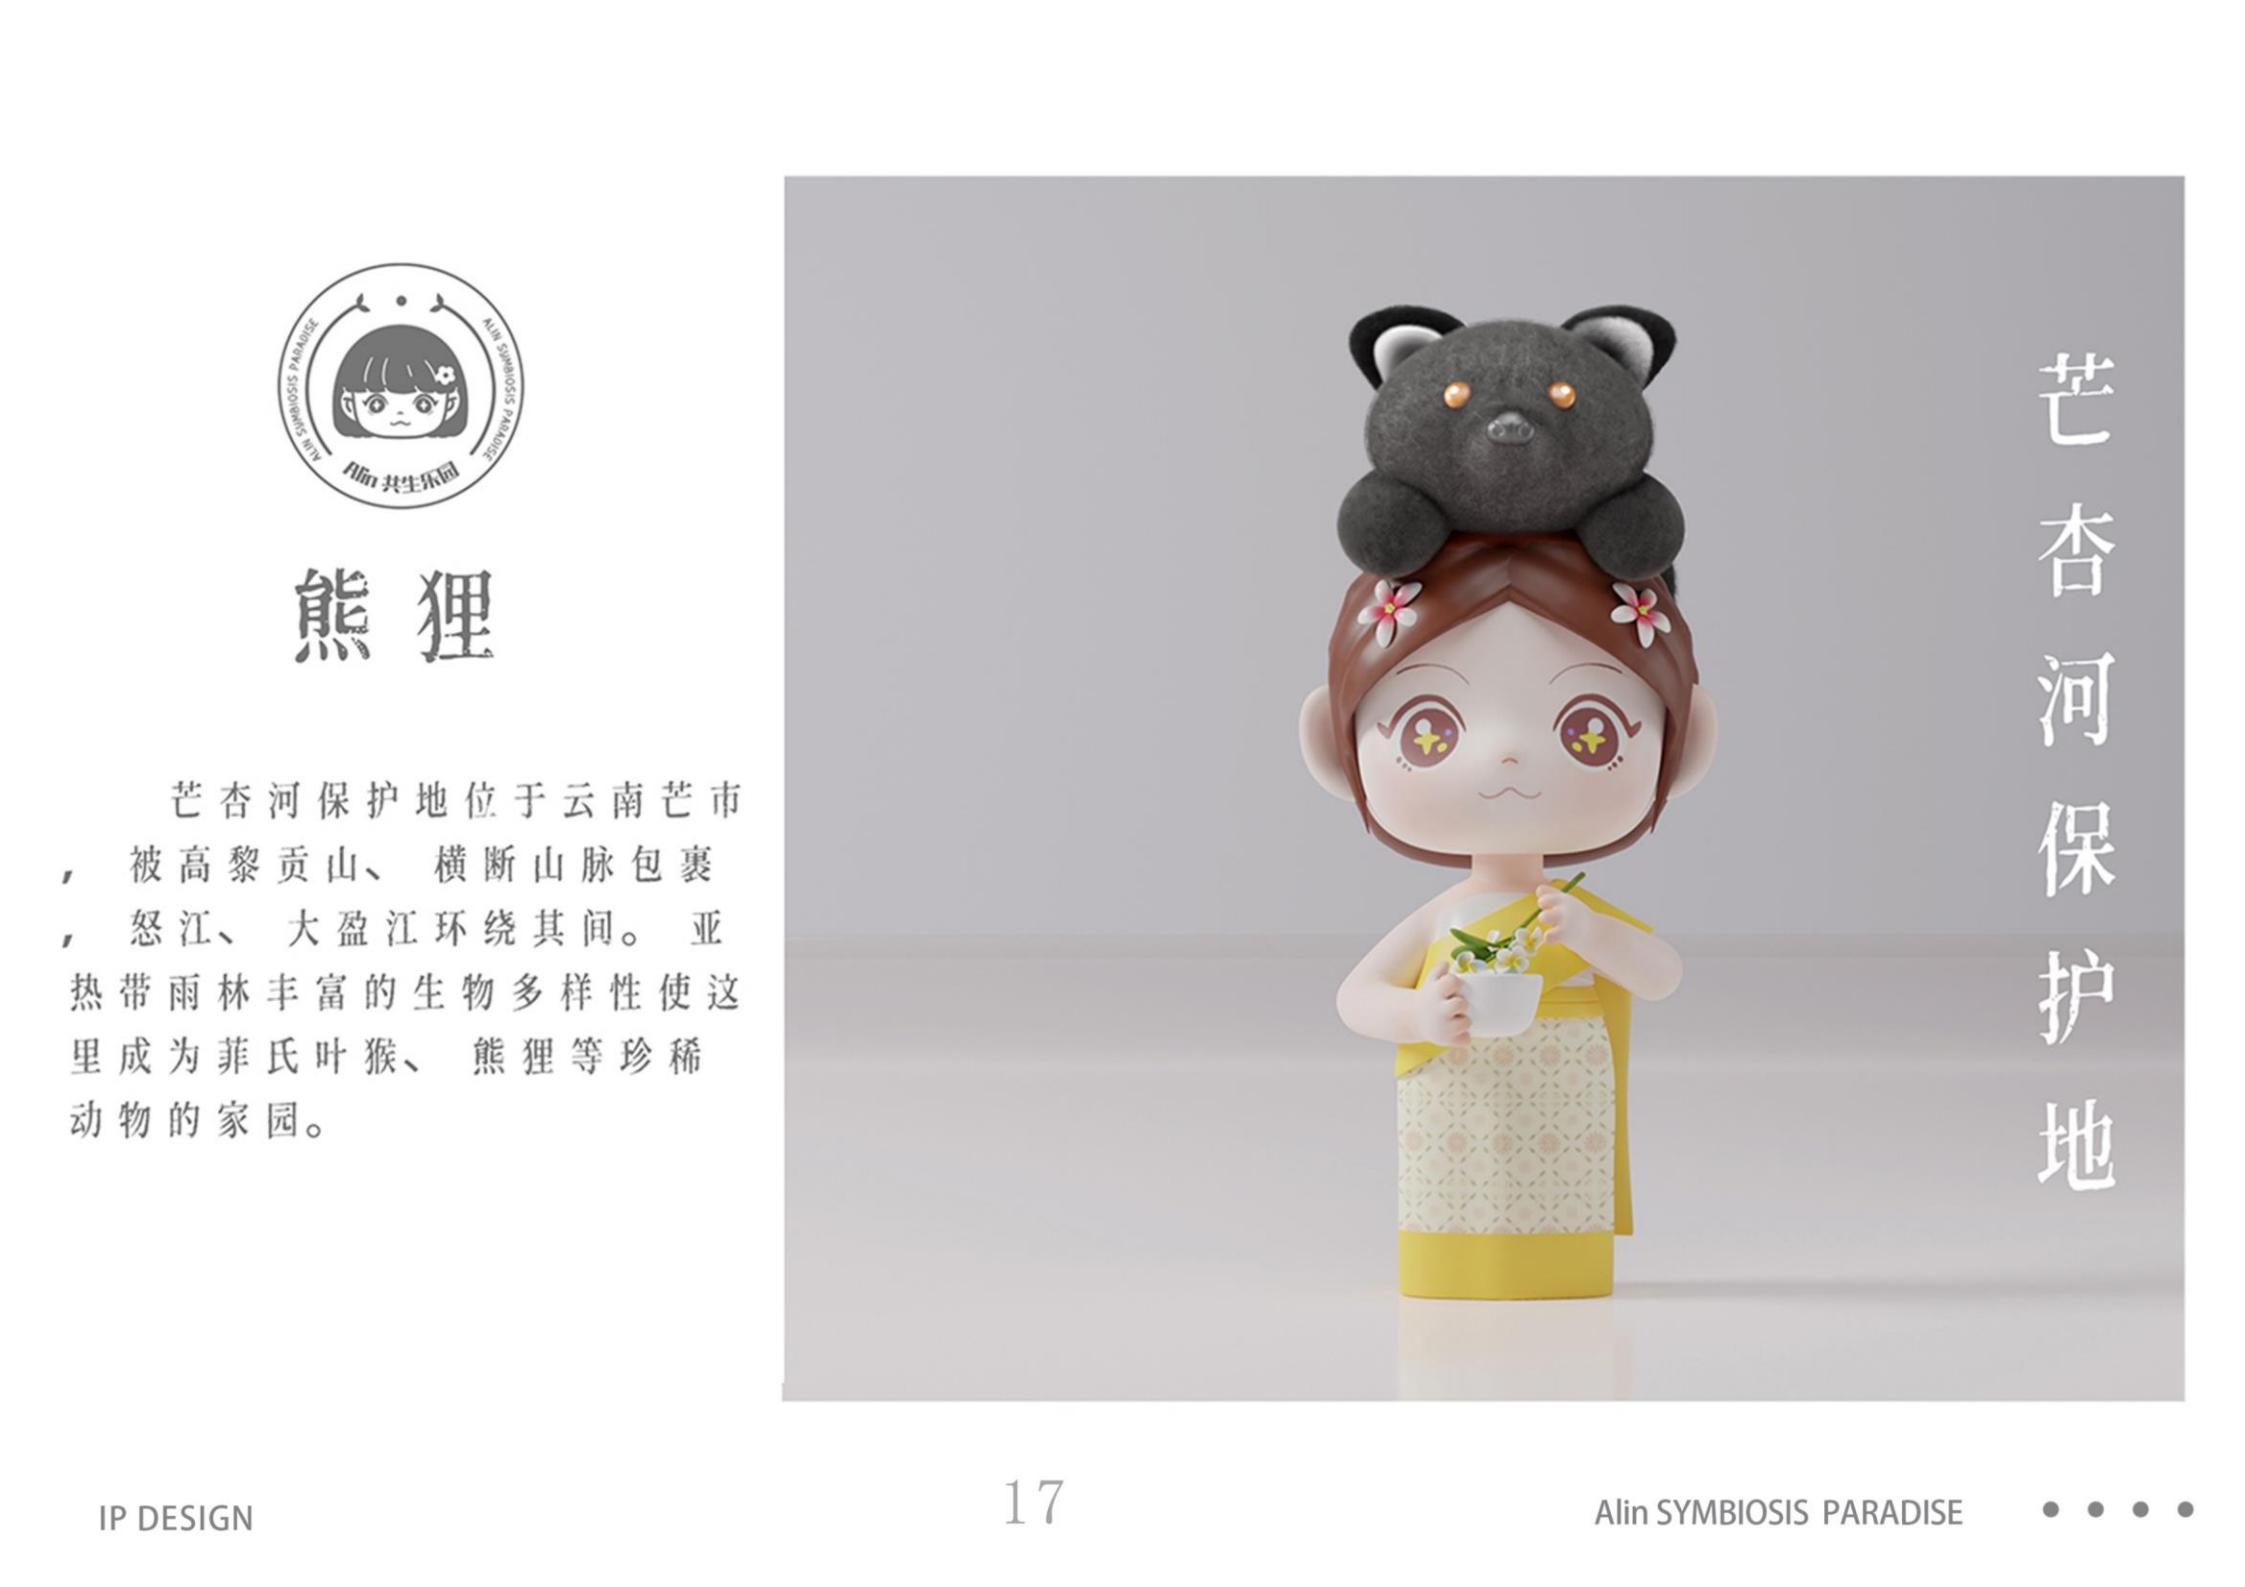 ALIN SYMBIOSIS PARADISE
ALIN SYMBIOSIS PARADISE
Alin 共生乐园
熊狸
芒杏河保护地位于云南芒市
，被高黎贡山、横断山脉包裹
，怒江、大盈江环绕其间。亚
热带雨林丰富的生物多样性使这
里成为菲氏叶猴、熊狸等珍稀
动物的家园。
芒杏河保护地
IP DESIGN
17
Alin SYMBIOSIS PARADISE